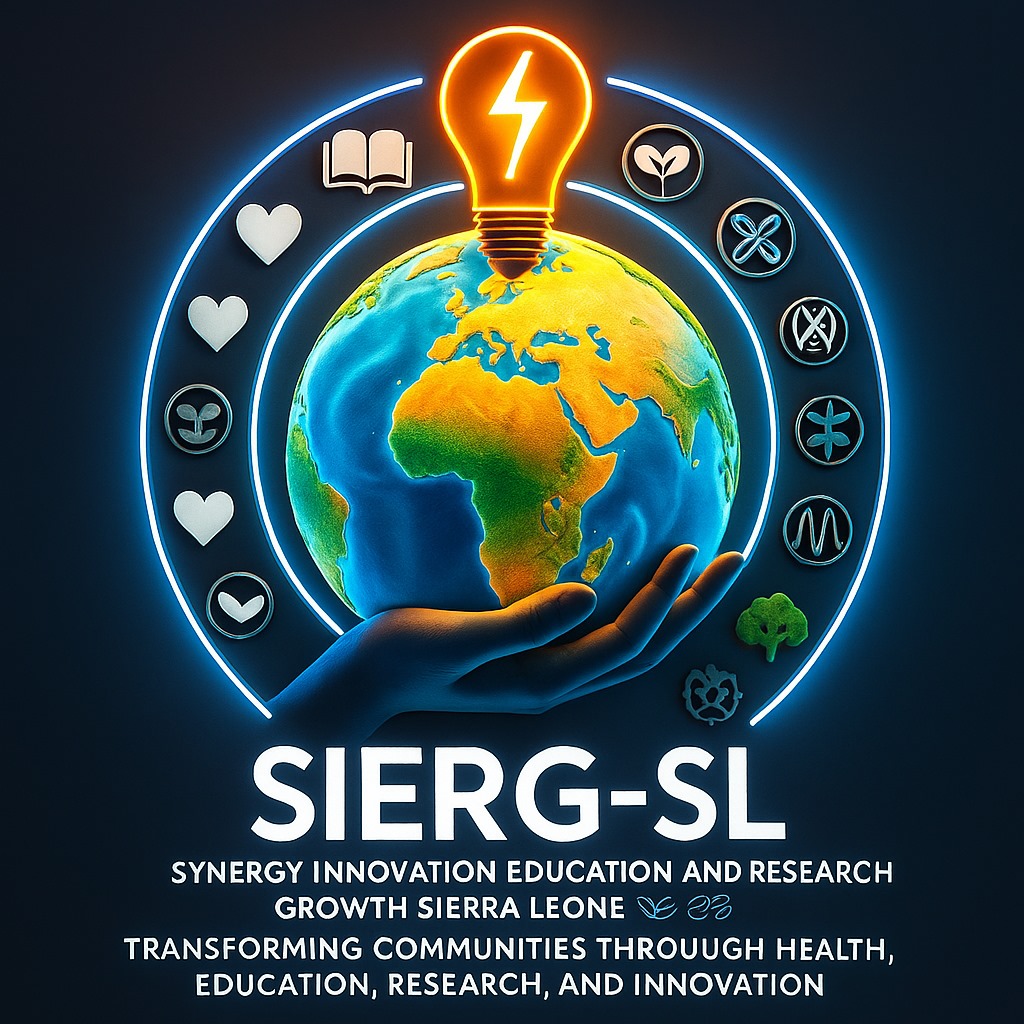 SIERG-SL
SYNERGY INNOVATION EDUCATION AND RESEARCH
GROWTH SIERRA LEONE
TRANSFORMING COMMUNITIES THROUUGH HEALTH,
EDUCATION, RESEARCH, AND INNOVATION